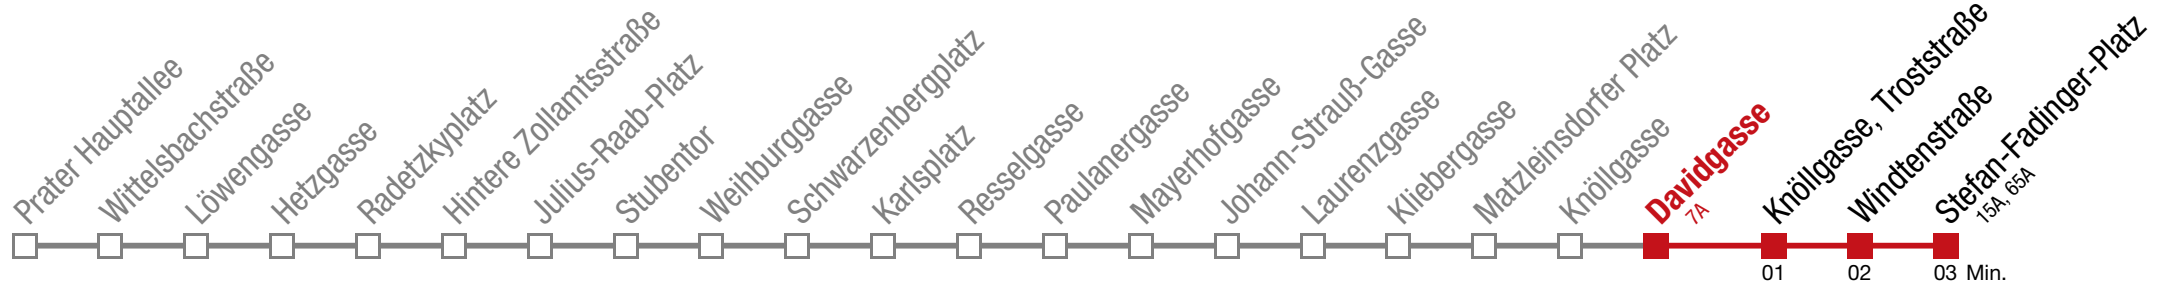 Prater Hauptallee
Wittelsbachstraße
Löwengasse
Hetzgasse
Radetzkyplatz
Hintere Zollamtsstraße
Julius-Raab-Platz
Stubentor
Weihburggasse
Schwarzenbergplatz
Karlsplatz
Resselgasse
Paulanergasse
Mayerhofgasse
Johann-Strauß-Gasse
Laurenzgasse
Kliebergasse
Matzleinsdorfer Platz
Knöllgasse
Davidgasse
7A
Knöllgasse, Troststraße
Windtenstraße
Stefan-Fadinger-Platz
15A, 65A
01 02 03 Min.